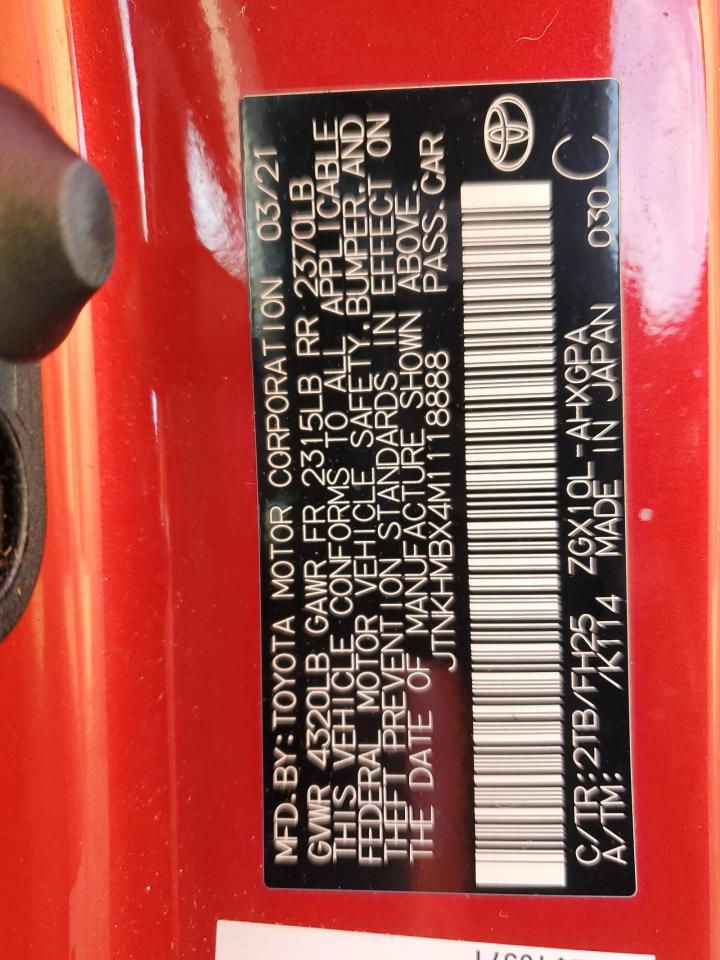 MFD. BY: TOYOTA MOTOR CORPORATION 03/21
GVWR 4320LB GAWR FR 2315LB RR 2370LB
THIS VEHICLE CONFORMS TO ALL APPLICABLE
FEDERAL MOTOR VEHICLE SAFETY, BUMPER, AND
THEFT PREVENTION STANDARDS IN EFFECT ON
THE DATE OF MANUFACTURE SHOWN ABOVE.
JTNKHMBX4M1118888 PASS. CAR
C/TR: 2TB/FH25 ZGX10L-AHXGPA 030 C
A/TM: /K114 MADE IN JAPAN